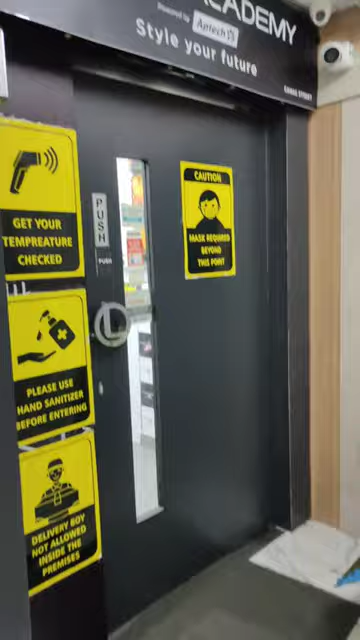 ACADEMY
Powered by Aptech
Style your future
GET YOUR
TEMPREATURE
CHECKED
PUSH
PUSH
CAUTION
MASK REQUIRED
BEYOND
THIS POINT
PLEASE USE
HAND SANITIZER
BEFORE ENTERING
DELIVERY BOY
NOT ALLOWED
INSIDE THE
PREMISES